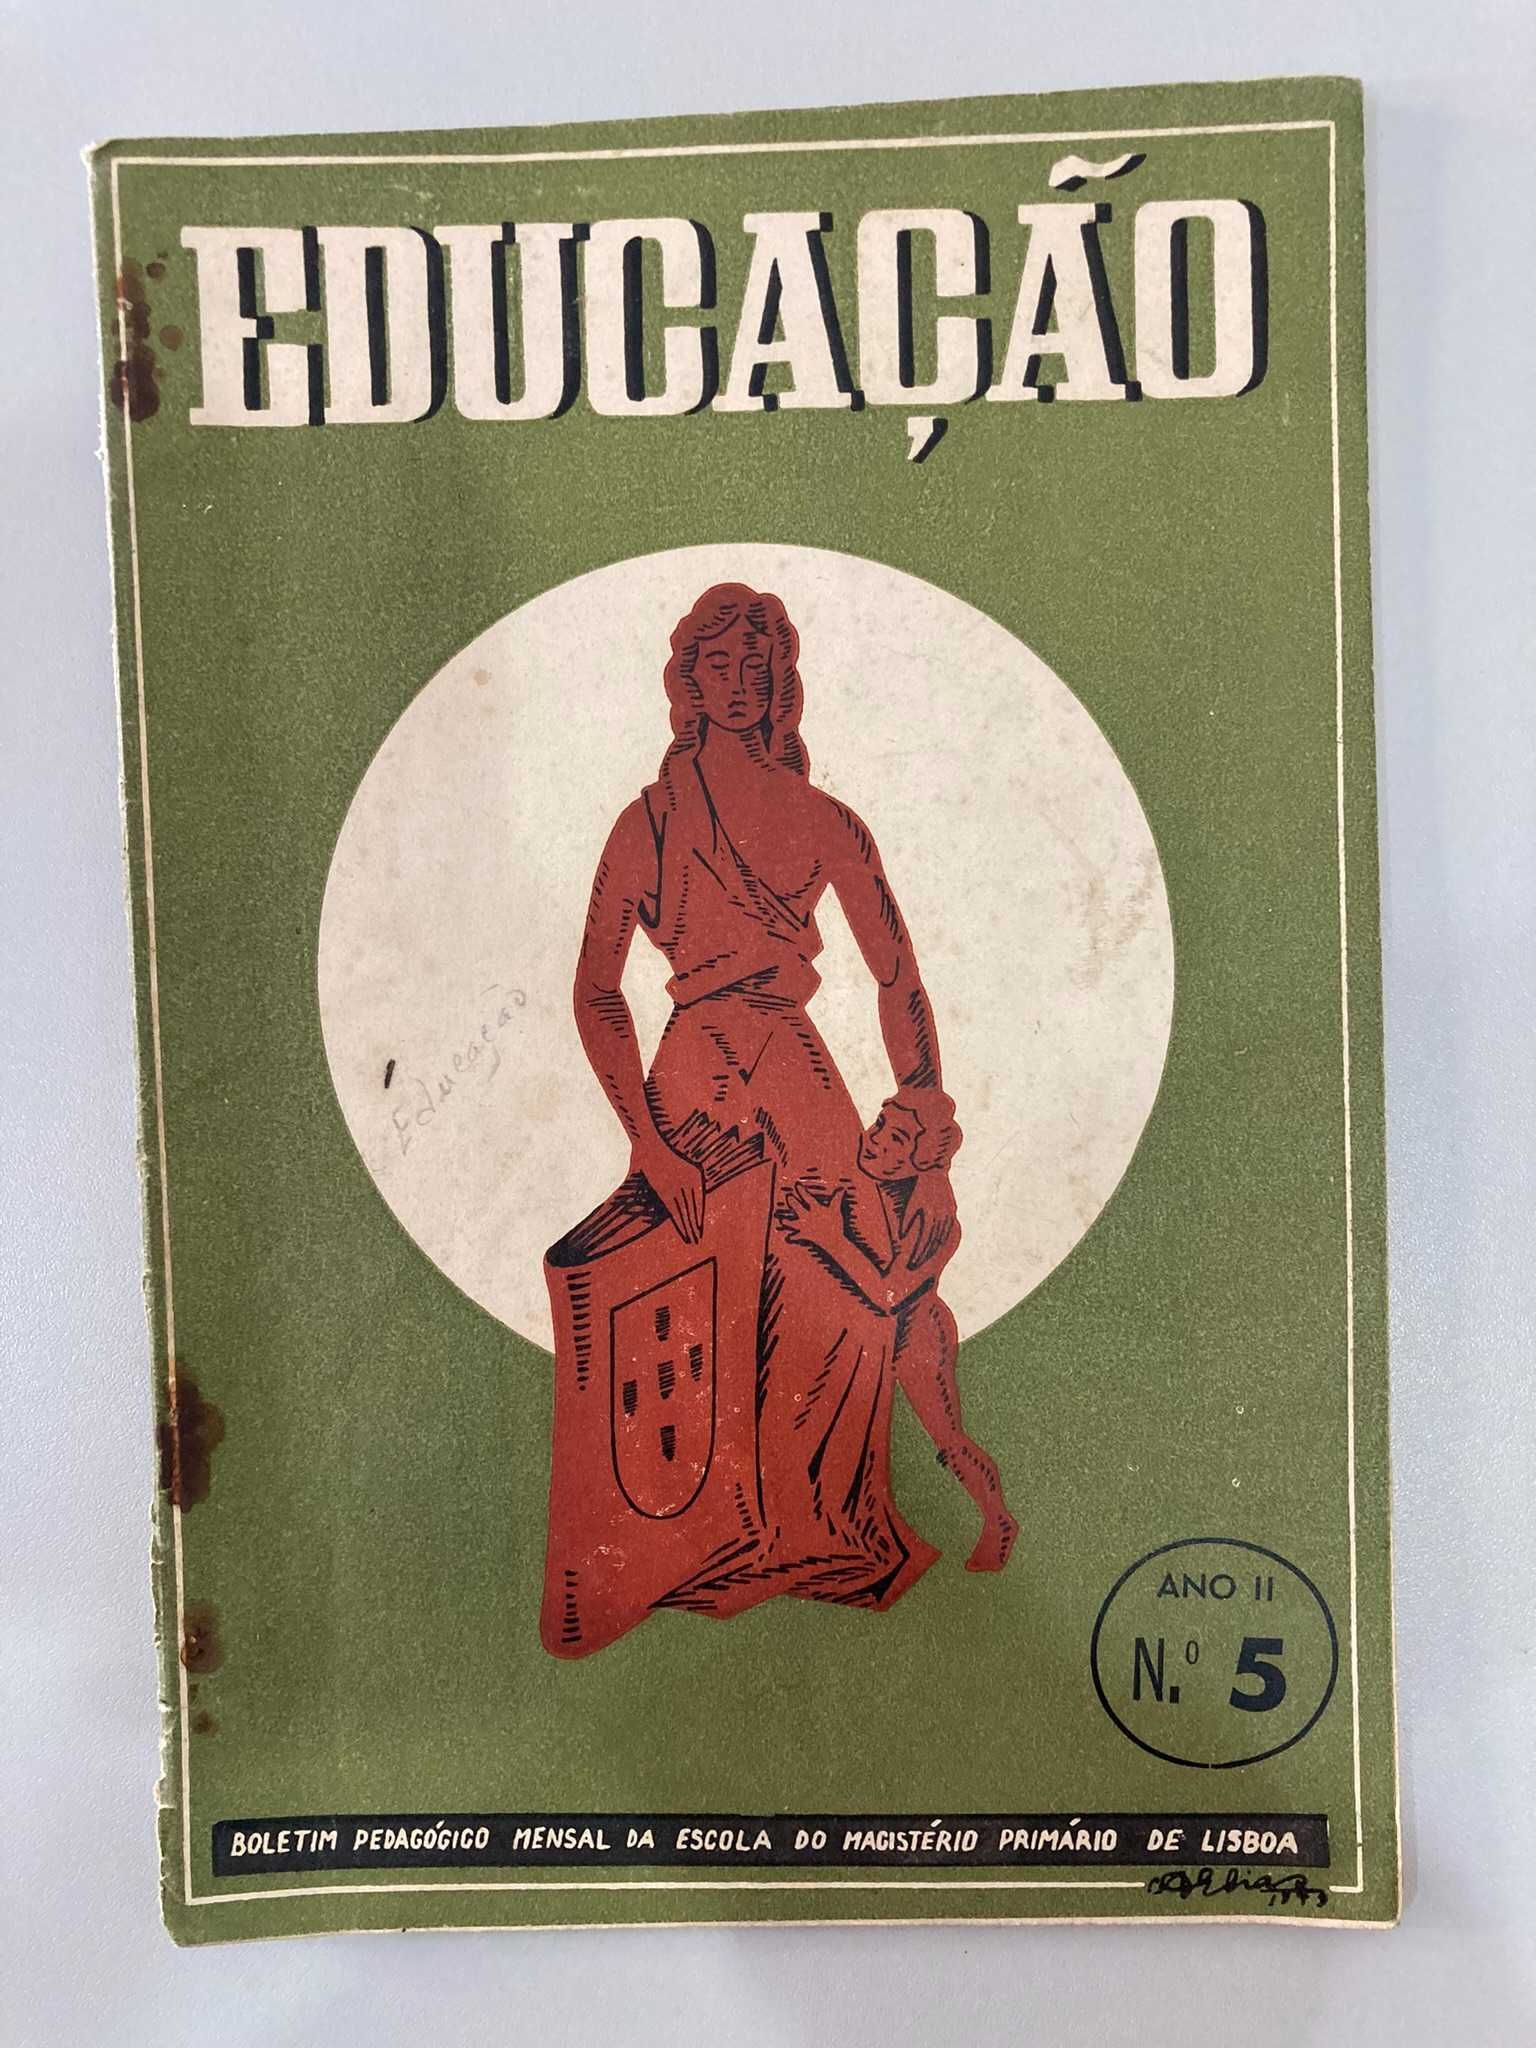 EDUCAÇÃO
Educação
ANO II
N.º 5
BOLETIM PEDAGÓGICO MENSAL DA ESCOLA DO MAGISTÉRIO PRIMÁRIO DE LISBOA